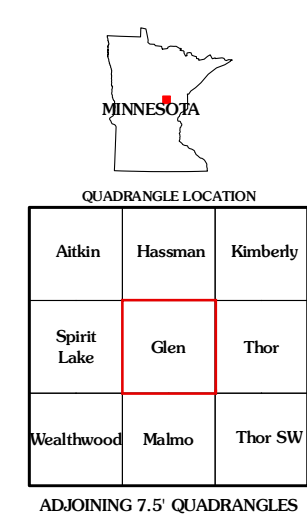 MINNESOTA
QUADRANGLE LOCATION
Aitkin Hassman Kimberly
Spirit
Lake
Glen Thor
Wealthwood Malmo Thor SW
ADJOINING 7.5' QUADRANGLES